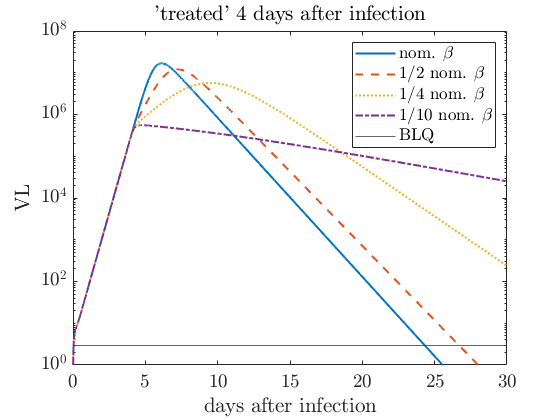 'treated' 4 days after infection
10^8
10^6
10^4
10^2
10^0
VL
nom. β
1/2 nom. β
1/4 nom. β
1/10 nom. β
BLQ
0 5 10 15 20 25 30
days after infection